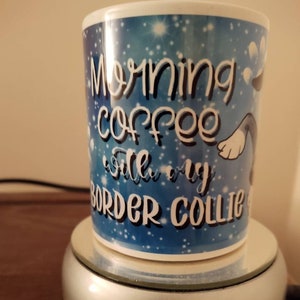 Morning
coffee
with my
BORDER COLLIE